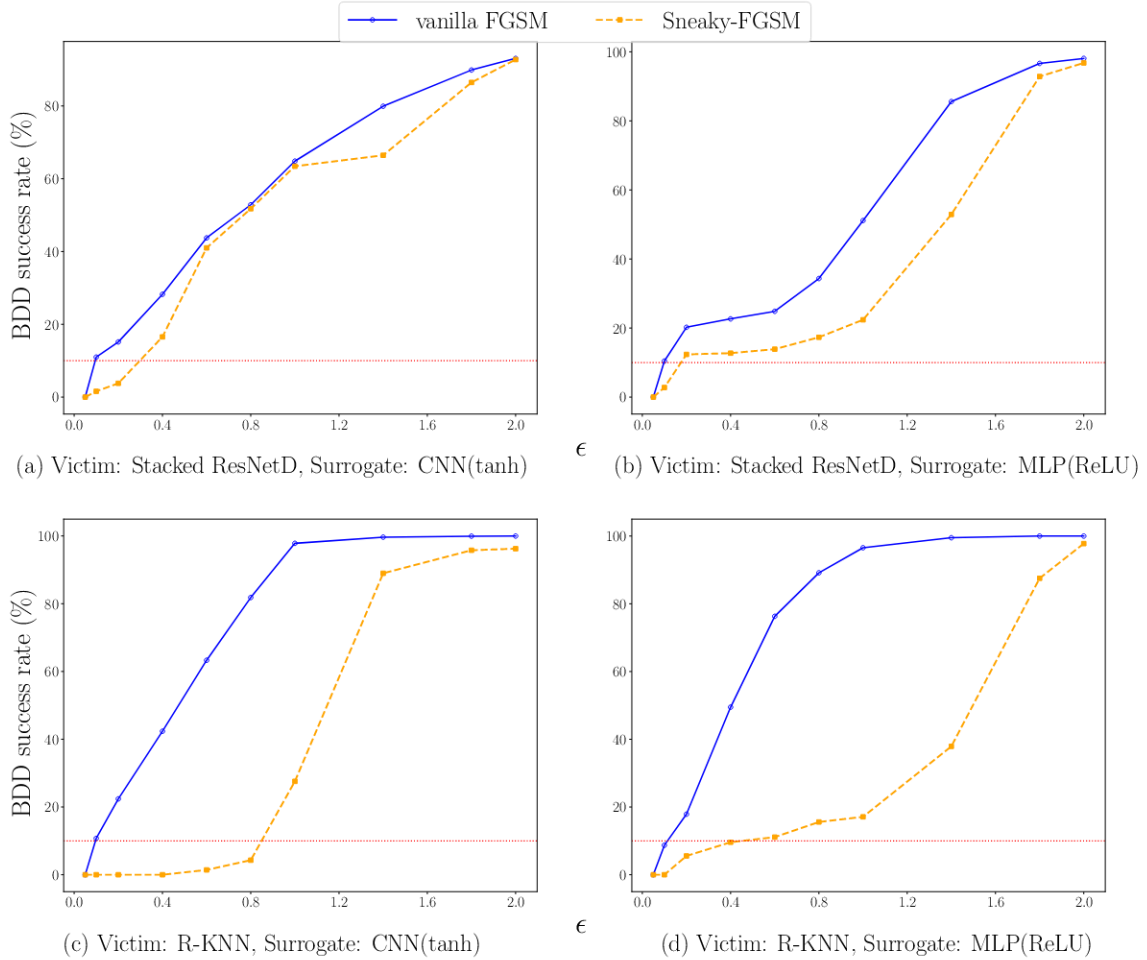 vanilla FGSM Sneaky-FGSM
BDD success rate (%)
80
60
40
20
0
0.0 0.4 0.8 1.2 1.6 2.0
100
80
60
40
20
0
0.0 0.4 0.8 1.2 1.6 2.0
ϵ
(a) Victim: Stacked ResNetD, Surrogate: CNN(tanh)
(b) Victim: Stacked ResNetD, Surrogate: MLP(ReLU)
BDD success rate (%)
100
80
60
40
20
0
0.0 0.4 0.8 1.2 1.6 2.0
100
80
60
40
20
0
0.0 0.4 0.8 1.2 1.6 2.0
ϵ
(c) Victim: R-KNN, Surrogate: CNN(tanh)
(d) Victim: R-KNN, Surrogate: MLP(ReLU)